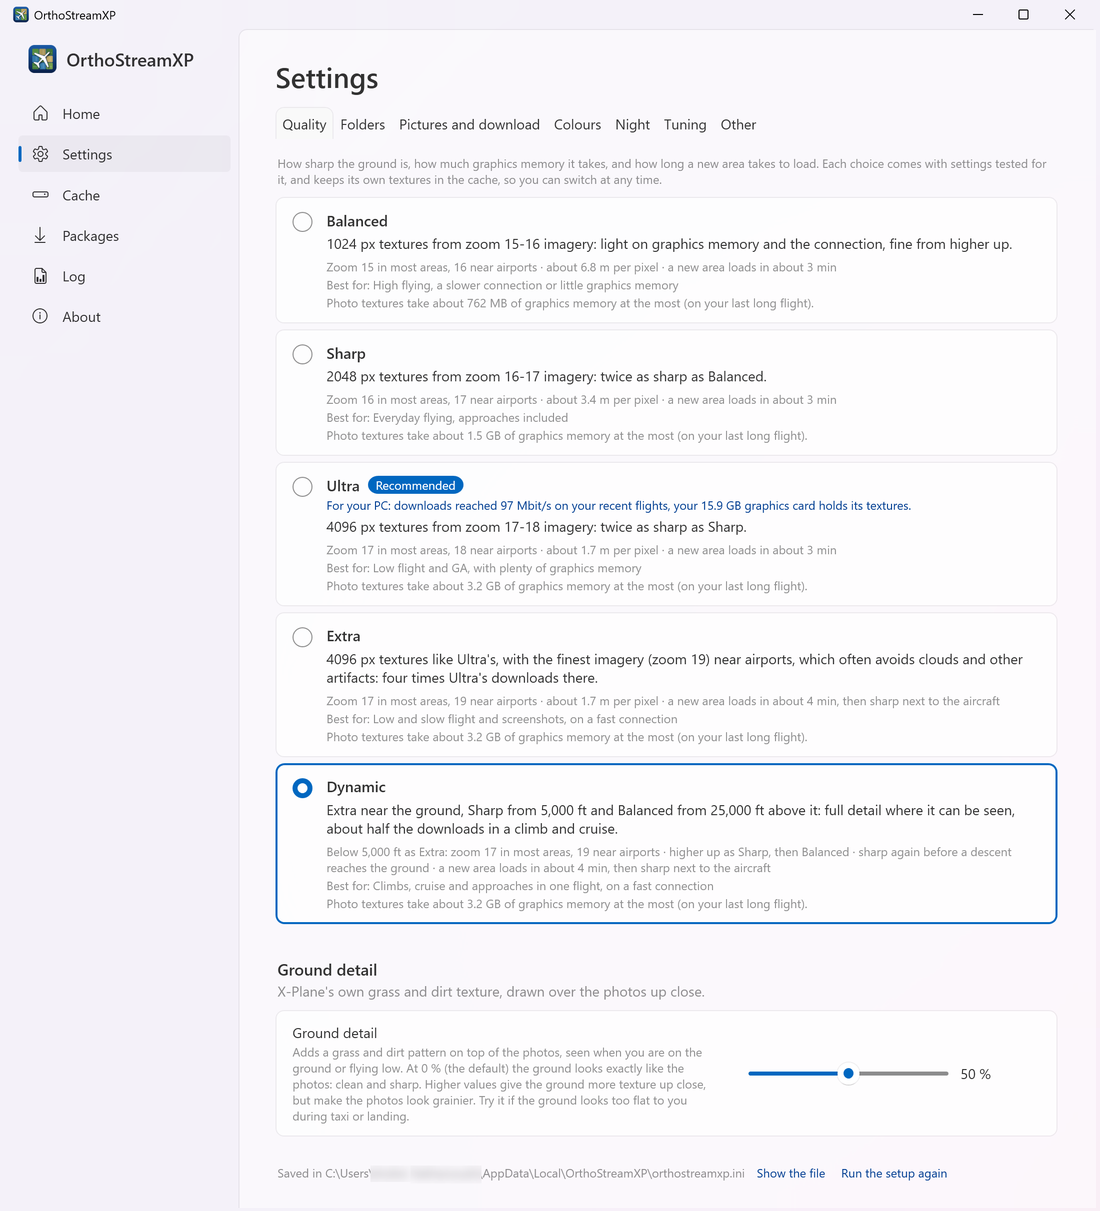 OrthoStreamXP
OrthoStreamXP
Home
Settings
Cache
Packages
Log
About
Settings
Quality Folders Pictures and download Colours Night Tuning Other
How sharp the ground is, how much graphics memory it takes, and how long a new area takes to load. Each choice comes with settings tested for
it, and keeps its own textures in the cache, so you can switch at any time.
Balanced
1024 px textures from zoom 15-16 imagery: light on graphics memory and the connection, fine from higher up.
Zoom 15 in most areas, 16 near airports · about 6.8 m per pixel · a new area loads in about 3 min
Best for: High flying, a slower connection or little graphics memory
Photo textures take about 762 MB of graphics memory at the most (on your last long flight).
Sharp
2048 px textures from zoom 16-17 imagery: twice as sharp as Balanced.
Zoom 16 in most areas, 17 near airports · about 3.4 m per pixel · a new area loads in about 3 min
Best for: Everyday flying, approaches included
Photo textures take about 1.5 GB of graphics memory at the most (on your last long flight).
Ultra Recommended
For your PC: downloads reached 97 Mbit/s on your recent flights, your 15.9 GB graphics card holds its textures.
4096 px textures from zoom 17-18 imagery: twice as sharp as Sharp.
Zoom 17 in most areas, 18 near airports · about 1.7 m per pixel · a new area loads in about 3 min
Best for: Low flight and GA, with plenty of graphics memory
Photo textures take about 3.2 GB of graphics memory at the most (on your last long flight).
Extra
4096 px textures like Ultra's, with the finest imagery (zoom 19) near airports, which often avoids clouds and other
artifacts: four times Ultra's downloads there.
Zoom 17 in most areas, 19 near airports · about 1.7 m per pixel · a new area loads in about 4 min, then sharp next to the aircraft
Best for: Low and slow flight and screenshots, on a fast connection
Photo textures take about 3.2 GB of graphics memory at the most (on your last long flight).
Dynamic
Extra near the ground, Sharp from 5,000 ft and Balanced from 25,000 ft above it: full detail where it can be seen,
about half the downloads in a climb and cruise.
Below 5,000 ft as Extra: zoom 17 in most areas, 19 near airports · higher up as Sharp, then Balanced · sharp again before a descent
reaches the ground · a new area loads in about 4 min, then sharp next to the aircraft
Best for: Climbs, cruise and approaches in one flight, on a fast connection
Photo textures take about 3.2 GB of graphics memory at the most (on your last long flight).
Ground detail
X-Plane's own grass and dirt texture, drawn over the photos up close.
Ground detail
Adds a grass and dirt pattern on top of the photos, seen when you are on the
ground or flying low. At 0 % (the default) the ground looks exactly like the
photos: clean and sharp. Higher values give the ground more texture up close,
but make the photos look grainier. Try it if the ground looks too flat to you
during taxi or landing.
50 %
Saved in C:\Users\ AppData\Local\OrthoStreamXP\orthostreamxp.ini Show the file Run the setup again